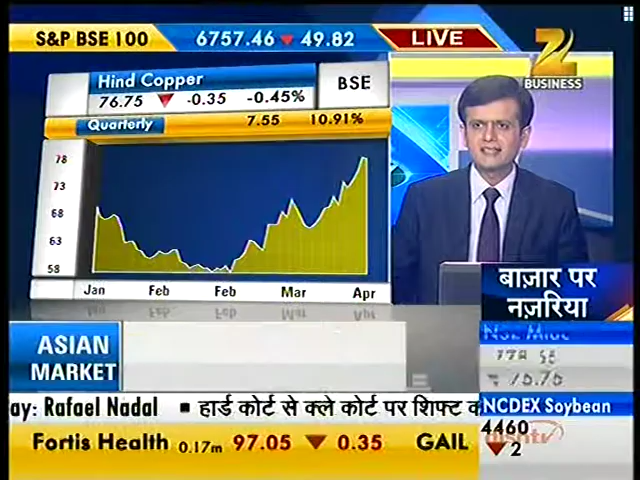 S&P BSE 100 6757.46 49.82 LIVE
Z
BUSINESS
Hind Copper
76.75 -0.35 -0.45%
BSE
Quarterly 7.55 10.91%
78
73
68
63
58
Jan Feb Feb Mar Apr
बाज़ार पर
नज़रिया
ASIAN
MARKET
ay: Rafael Nadal ▪ हार्ड कोर्ट से क्ले कोर्ट पर शिफ्ट क
NCDEX Soybean
4460
2
Fortis Health 0.17m 97.05 0.35 GAIL